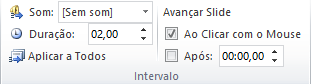 Som: [Sem som] Avançar Slide
Duração: 02,00 Ao Clicar com o Mouse
Aplicar a Todos Após: 00:00,00
Intervalo